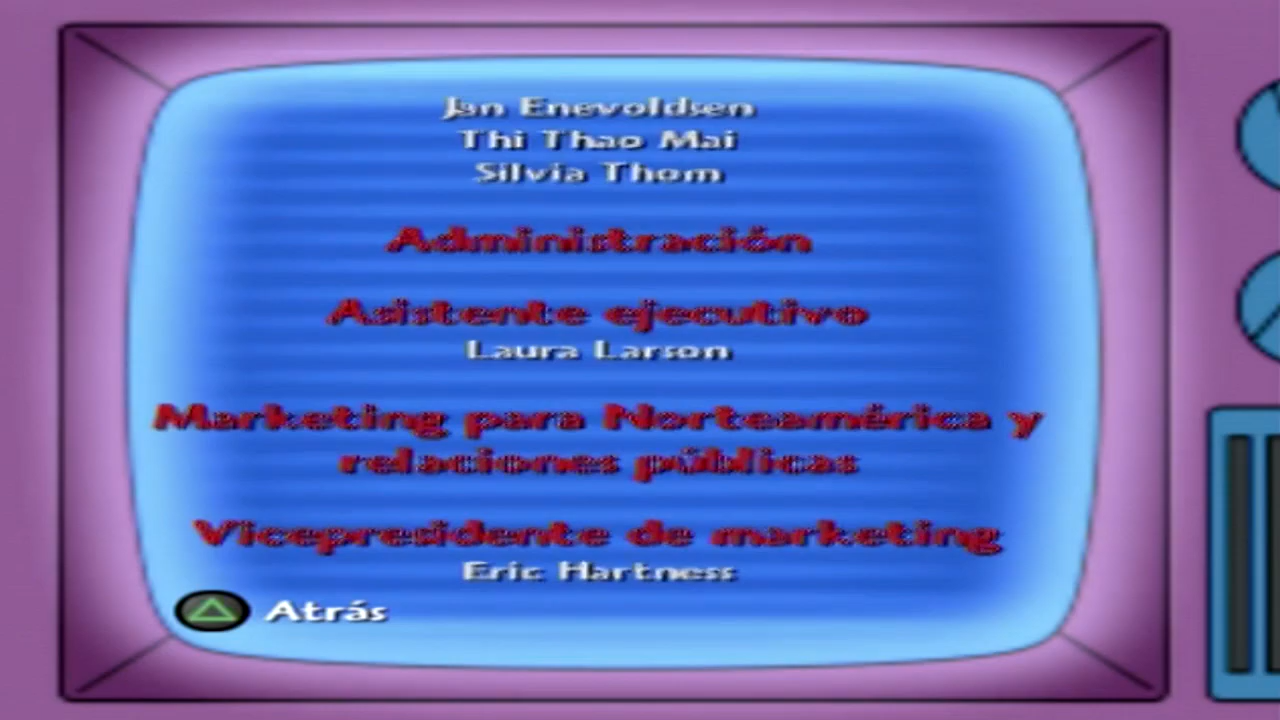 Jan Enevoldsen
Thi Thao Mai
Silvia Thom
Administración
Asistente ejecutivo
Laura Larson
Marketing para Norteamérica y
relaciones públicas
Vicepresidente de marketing
Eric Hartness
Atrás